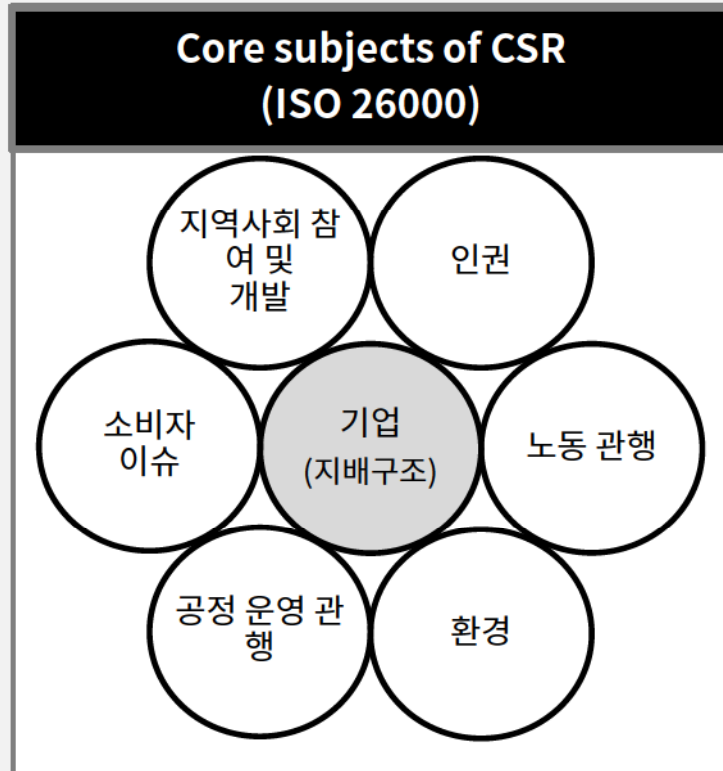 Core subjects of CSR
(ISO 26000)
지역사회 참
여 및
개발
인권
소비자
이슈
기업
(지배구조)
노동 관행
공정 운영 관
행
환경